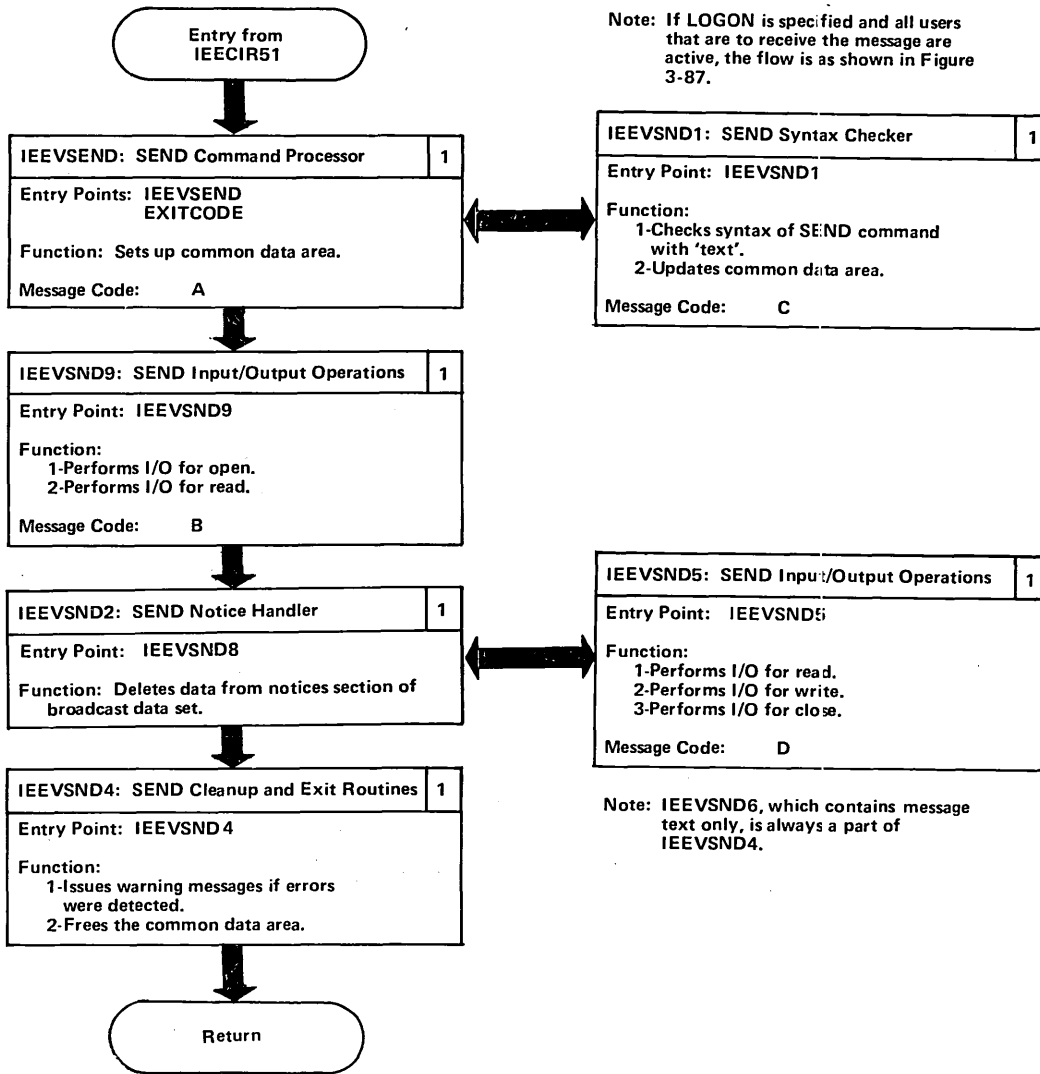 Entry from
IEECIR51
Note: If LOGON is specified and all users
that are to receive the message are
active, the flow is as shown in Figure
3-87.
IEEVSEND: SEND Command Processor 1
Entry Points: IEEVSEND
EXITCODE
Function: Sets up common data area.
Message Code: A
IEEVSND1: SEND Syntax Checker 1
Entry Point: IEEVSND1
Function:
1-Checks syntax of SEND command
with 'text'.
2-Updates common data area.
Message Code: C
IEEVSND9: SEND Input/Output Operations 1
Entry Point: IEEVSND9
Function:
1-Performs I/O for open.
2-Performs I/O for read.
Message Code: B
IEEVSND2: SEND Notice Handler 1
Entry Point: IEEVSND8
Function: Deletes data from notices section of
broadcast data set.
IEEVSND5: SEND Input/Output Operations 1
Entry Point: IEEVSND5
Function:
1-Performs I/O for read.
2-Performs I/O for write.
3-Performs I/O for close.
Message Code: D
IEEVSND4: SEND Cleanup and Exit Routines 1
Entry Point: IEEVSND4
Function:
1-Issues warning messages if errors
were detected.
2-Frees the common data area.
Note: IEEVSND6, which contains message
text only, is always a part of
IEEVSND4.
Return